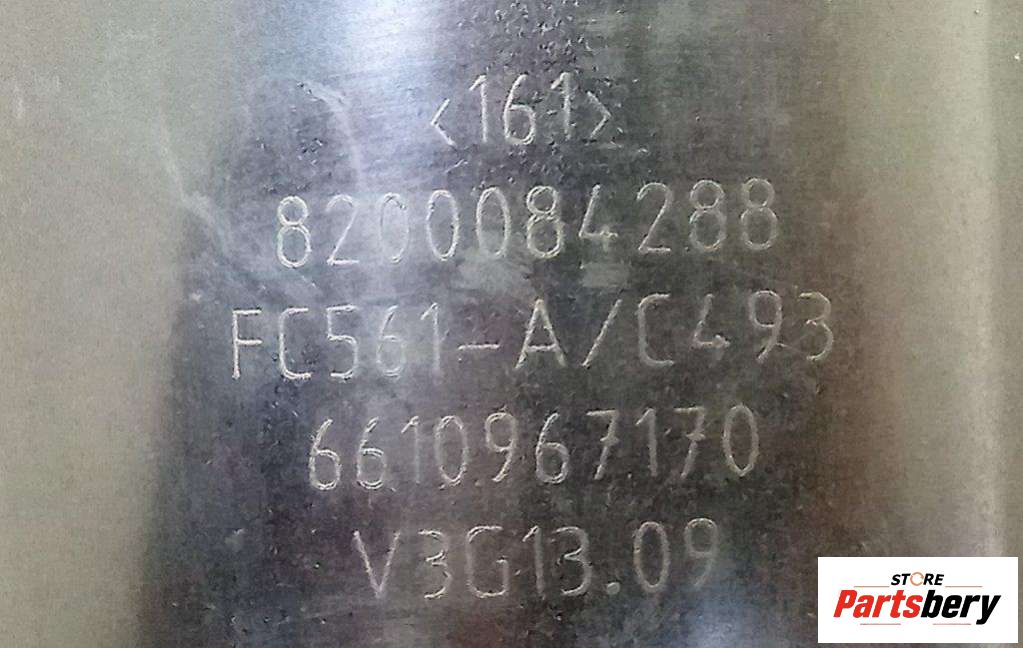 <161>
8200084288
FC561-A/C493
6610967170
V3G13.09
STORE
Partsbery